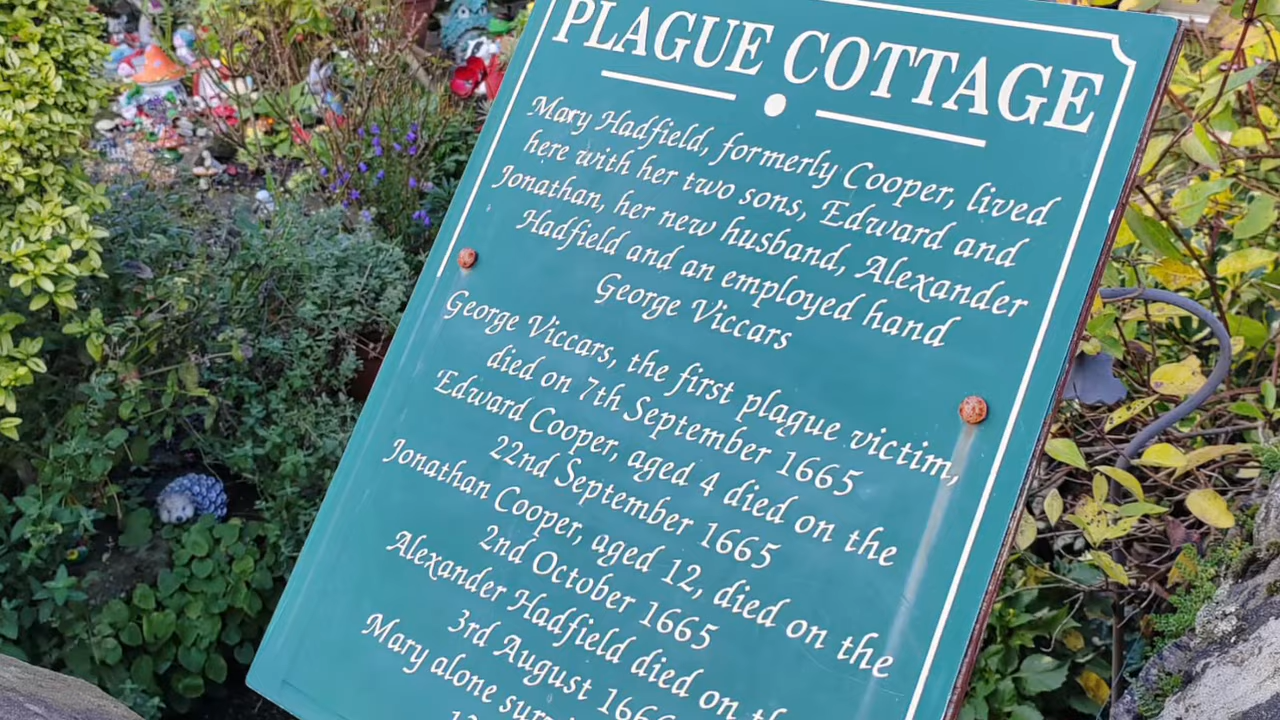 PLAGUE COTTAGE
Mary Hadfield, formerly Cooper, lived
here with her two sons, Edward and
Jonathan, her new husband, Alexander
Hadfield and an employed hand
George Viccars
George Viccars, the first plague victim,
died on 7th September 1665
Edward Cooper, aged 4 died on the
22nd September 1665
Jonathan Cooper, aged 12, died on the
2nd October 1665
Alexander Hadfield died on
3rd August
Mary alone